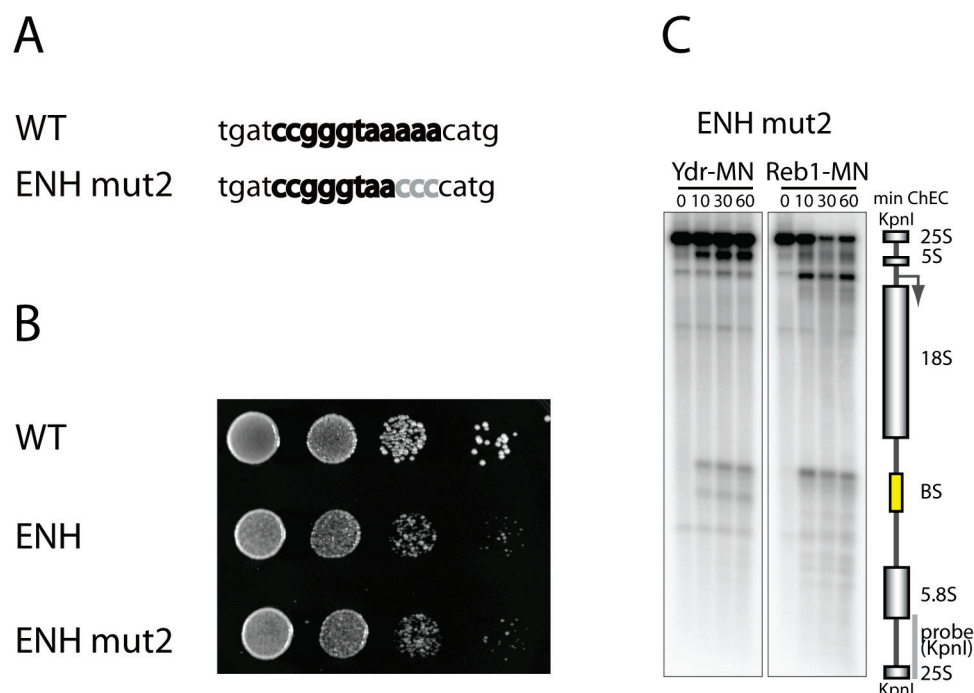 A
WT tgatccgggtaaaaacatg
ENH mut2 tgatccgggtaaccccatg
B
WT
ENH
ENH mut2
C
ENH mut2
Ydr-MN Reb1-MN
0 10 30 60 0 10 30 60 min ChEC
KpnI
25S
5S
18S
BS
5.8S
probe
(KpnI)
25S
KpnI